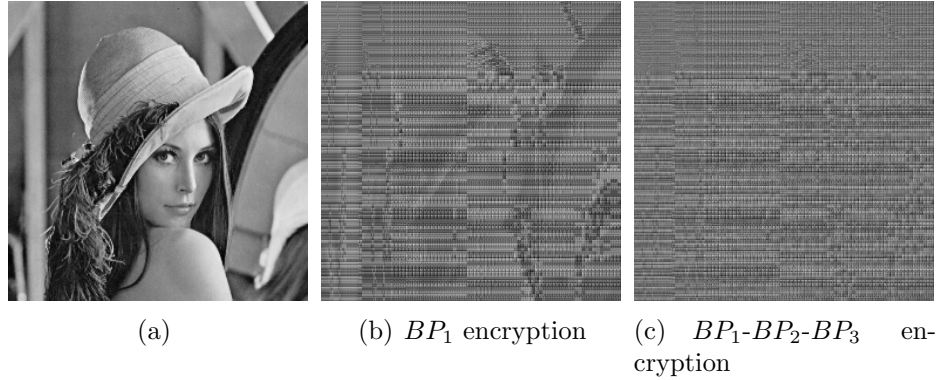 (a)
(b) BP₁ encryption
(c) BP₁-BP₂-BP₃ en-
cryption